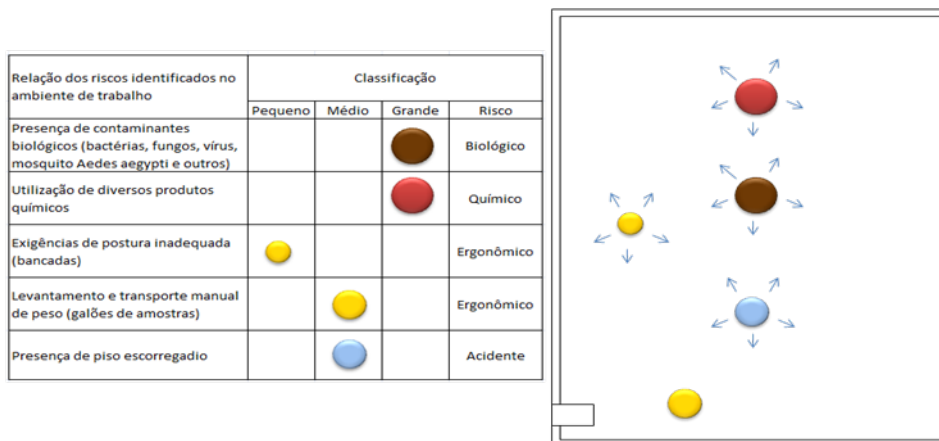 Relação dos riscos identificados no
ambiente de trabalho
Classificação
Pequeno Médio Grande Risco
Presença de contaminantes
biológicos (bactérias, fungos, vírus,
mosquito Aedes aegypti e outros)
Biológico
Utilização de diversos produtos
químicos
Químico
Exigências de postura inadequada
(bancadas)
Ergonômico
Levantamento e transporte manual
de peso (galões de amostras)
Ergonômico
Presença de piso escorregadio
Acidente